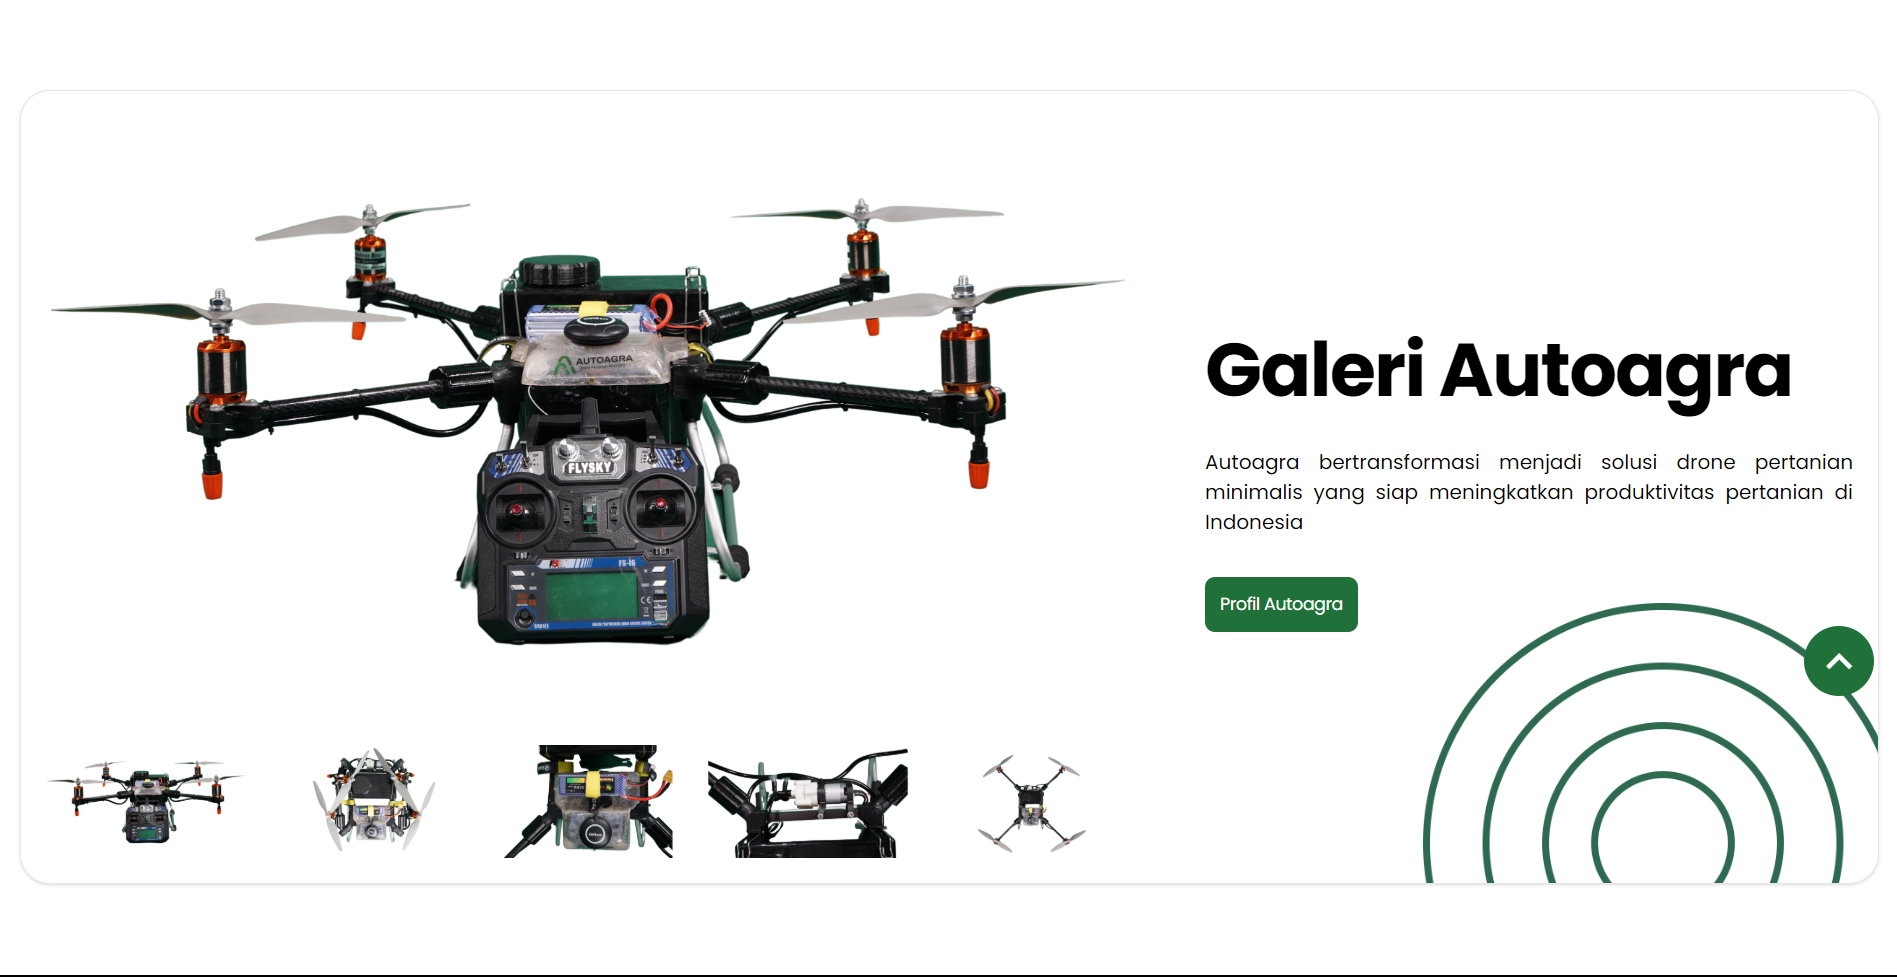 AUTOAGRA
FLYSKY
FS-i6
Galeri Autoagra
Autoagra bertransformasi menjadi solusi drone pertanian
minimalis yang siap meningkatkan produktivitas pertanian di
Indonesia
Profil Autoagra